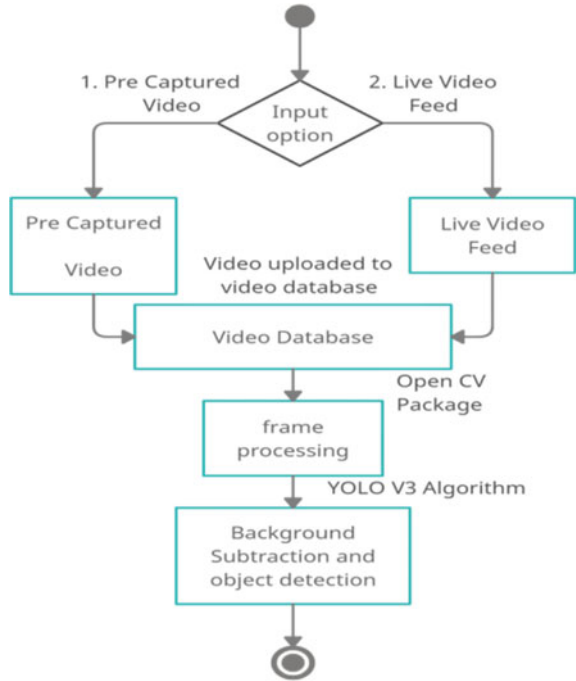 1. Pre Captured
Video
2. Live Video
Feed
Input
option
Pre Captured
Video
Live Video
Feed
Video uploaded to
video database
Video Database
Open CV
Package
frame
processing
YOLO V3 Algorithm
Background
Subtraction and
object detection